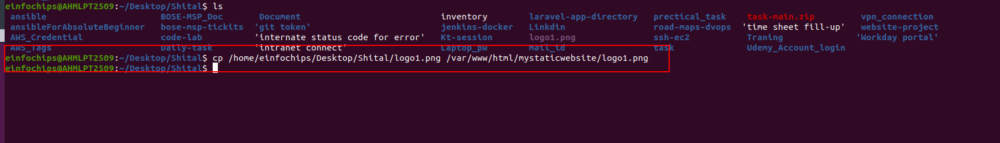 einfochips@AHMLPT2509:~/Desktop/Shital$ ls
ansible BOSE-MSP_Doc Document inventory laravel-app-directory prectical_task task-main.zip vpn_connection
ansibleForAbsoluteBeginner bose-msp-tickits 'git token' jenkins-docker Linkdin road-maps-dvops 'time sheet fill-up' website-project
AWS_Credential code-lab 'internate status code for error' Kt-session logo1.png ssh-ec2 Traning 'Workday portal'
AWS_Tags Daily-task 'intranet connect' Laptop_pw mail_id task Udemy_Account_login
einfochips@AHMLPT2509:~/Desktop/Shital$ cp /home/einfochips/Desktop/Shital/logo1.png /var/www/html/mystaticwebsite/logo1.png
einfochips@AHMLPT2509:~/Desktop/Shital$